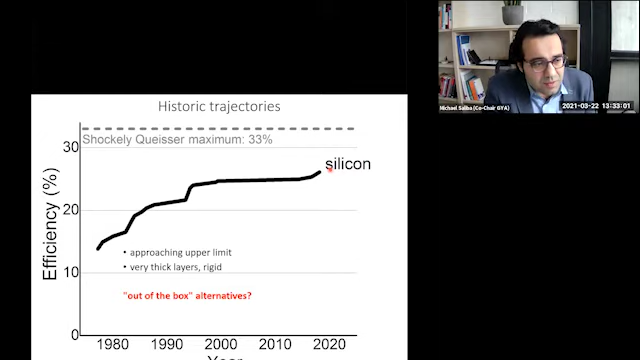 Historic trajectories
Shockely Queisser maximum: 33%
30
silicon
20
Efficiency (%)
• approaching upper limit
• very thick layers, rigid
10
"out of the box" alternatives?
0
1980 1990 2000 2010 2020
Year
Michael Saliba (Co-Chair GYA)
2021-03-22 13:33:01